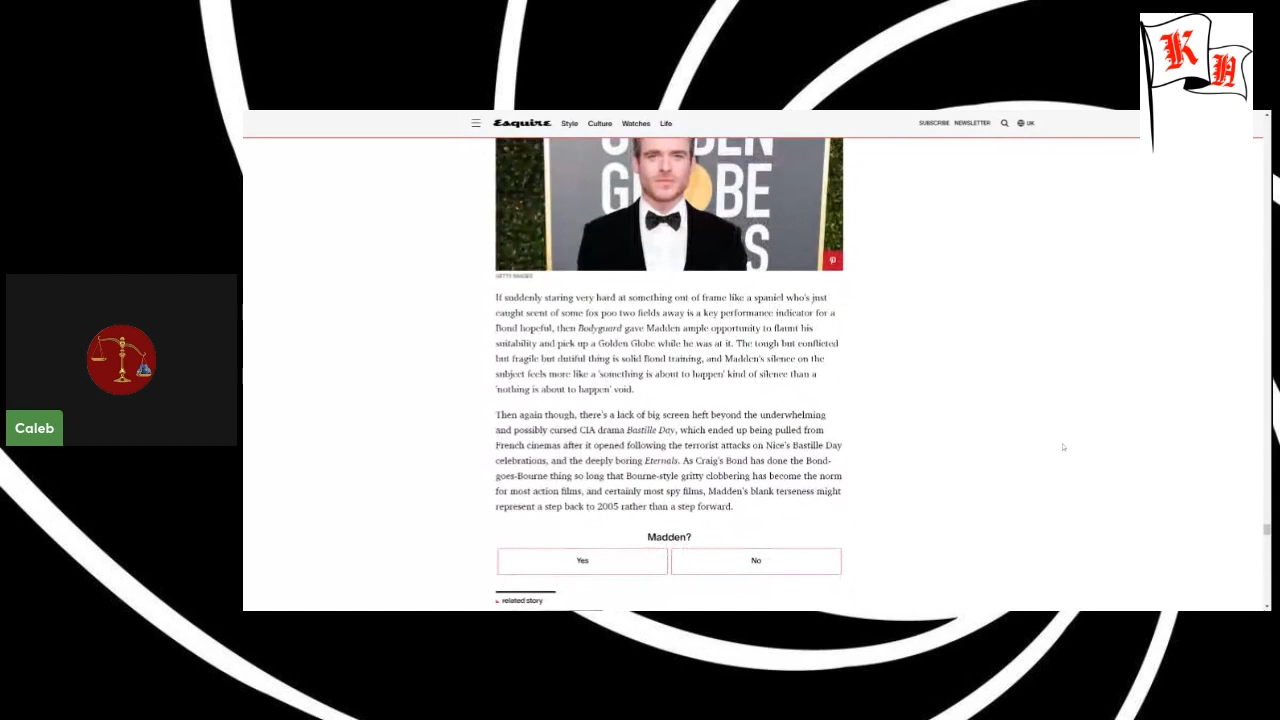 K H
Esquire Style Culture Watches Life SUBSCRIBE NEWSLETTER UK
GOLDEN
GLOBE
S
GETTY IMAGES
If suddenly staring very hard at something out of frame like a spaniel who's just
caught scent of some fox poo two fields away is a key performance indicator for a
Bond hopeful, then Bodyguard gave Madden ample opportunity to flaunt his
suitability and pick up a Golden Globe while he was at it. The tough but conflicted
but fragile but dutiful thing is solid Bond training, and Madden's silence on the
subject feels more like a 'something is about to happen' kind of silence than a
'nothing is about to happen' void.
Then again though, there's a lack of big screen heft beyond the underwhelming
and possibly cursed CIA drama Bastille Day, which ended up being pulled from
French cinemas after it opened following the terrorist attacks on Nice's Bastille Day
celebrations, and the deeply boring Eternals. As Craig's Bond has done the Bond-
goes-Bourne thing so long that Bourne-style gritty clobbering has become the norm
for most action films, and certainly most spy films, Madden's blank terseness might
represent a step back to 2005 rather than a step forward.
Madden?
Yes No
related story
Caleb